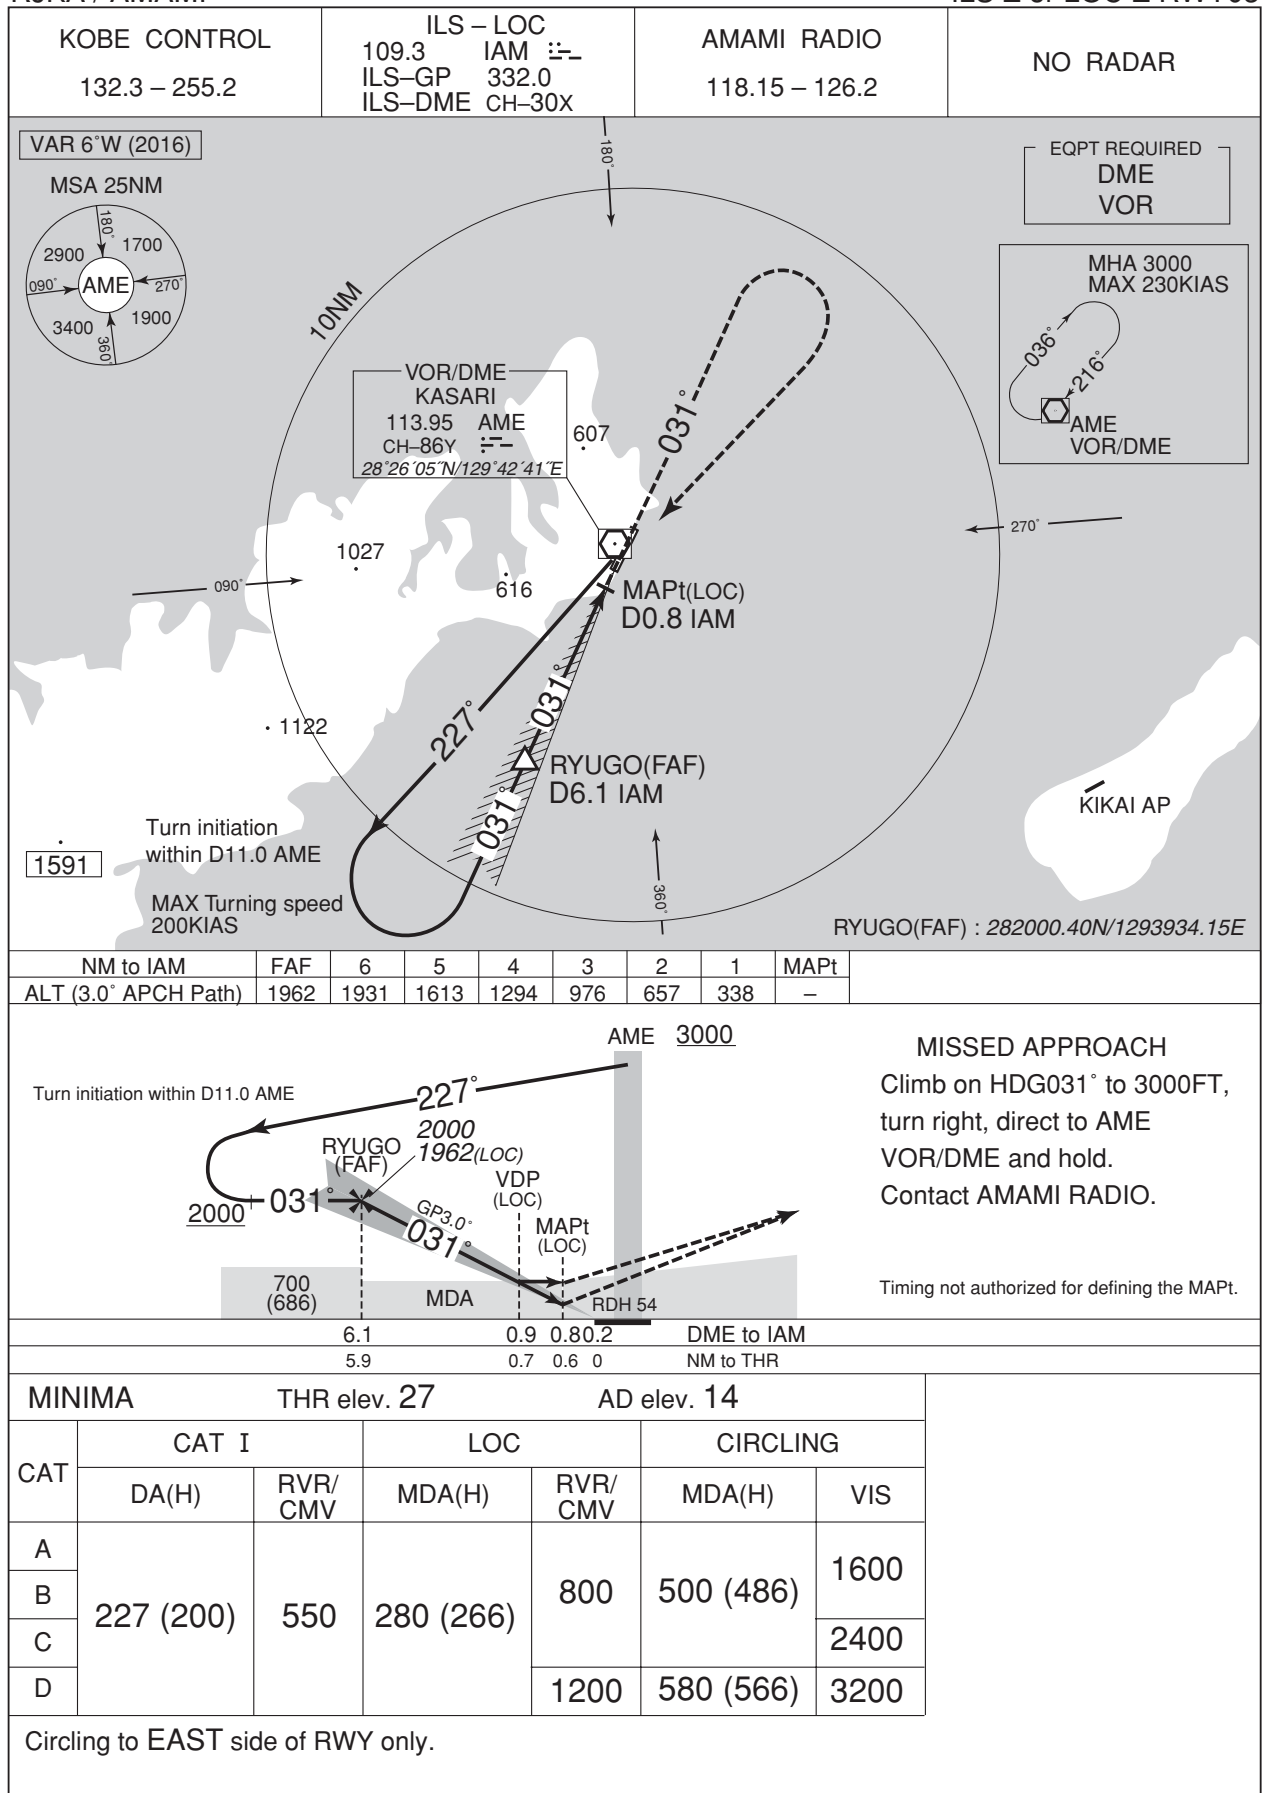 KOBE CONTROL
132.3 – 255.2
ILS – LOC
109.3 IAM
ILS–GP 332.0
ILS–DME CH–30X
AMAMI RADIO
118.15 – 126.2
NO RADAR
VAR 6°W (2016)
MSA 25NM
180°
2900
1700
090°
AME
270°
3400
1900
360°
180°
EQPT REQUIRED
DME
VOR
MHA 3000
MAX 230KIAS
036°
216°
AME
VOR/DME
10NM
VOR/DME
KASARI
113.95 AME
CH–86Y
28°26´05˝N/129°42´41˝E
607
031°
1027
616
090°
270°
MAPt(LOC)
D0.8 IAM
031°
227°
1122
RYUGO(FAF)
D6.1 IAM
031°
KIKAI AP
Turn initiation
within D11.0 AME
1591
MAX Turning speed
200KIAS
360°
RYUGO(FAF) : 282000.40N/1293934.15E
NM to IAM FAF 6 5 4 3 2 1 MAPt
ALT (3.0° APCH Path) 1962 1931 1613 1294 976 657 338 –
AME 3000
Turn initiation within D11.0 AME
227°
2000
1962(LOC)
RYUGO
(FAF)
VDP
(LOC)
2000
031°
GP3.0°
031°
MAPt
(LOC)
700
(686)
MDA
RDH 54
6.1 0.9 0.8 0.2 DME to IAM
5.9 0.7 0.6 0 NM to THR
MISSED APPROACH
Climb on HDG031° to 3000FT,
turn right, direct to AME
VOR/DME and hold.
Contact AMAMI RADIO.
Timing not authorized for defining the MAPt.
MINIMA THR elev. 27 AD elev. 14
CAT CAT I LOC CIRCLING
DA(H) RVR/CMV MDA(H) RVR/CMV MDA(H) VIS
A
B
C
D
227 (200) 550 280 (266) 800 500 (486) 1600
2400
1200 580 (566) 3200
Circling to EAST side of RWY only.